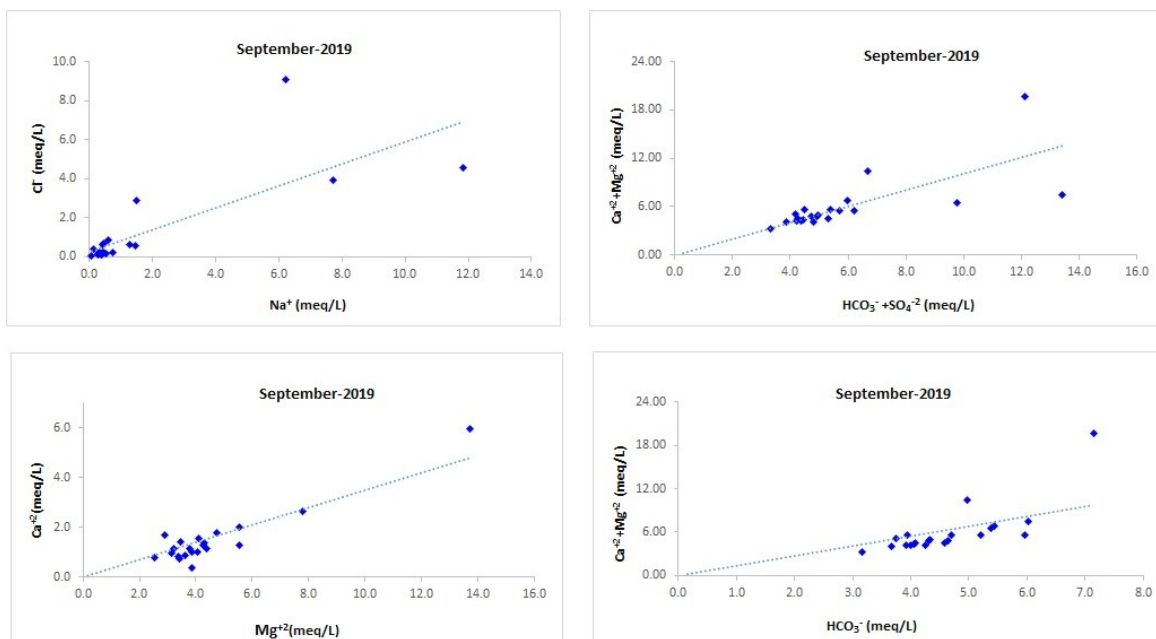 September-2019
Cl⁻ (meq/L)
10.0
8.0
6.0
4.0
2.0
0.0
0.0 2.0 4.0 6.0 8.0 10.0 12.0 14.0
Na⁺ (meq/L)
September-2019
Ca⁺²+Mg⁺² (meq/L)
24.00
18.00
12.00
6.00
0.00
0.0 2.0 4.0 6.0 8.0 10.0 12.0 14.0 16.0
HCO₃⁻ +SO₄⁻² (meq/L)
September-2019
Ca⁺²(meq/L)
6.0
4.0
2.0
0.0
0.0 2.0 4.0 6.0 8.0 10.0 12.0 14.0 16.0
Mg⁺²(meq/L)
September-2019
Ca⁺²+Mg⁺² (meq/L)
24.00
18.00
12.00
6.00
0.00
0.0 1.0 2.0 3.0 4.0 5.0 6.0 7.0 8.0
HCO₃⁻ (meq/L)